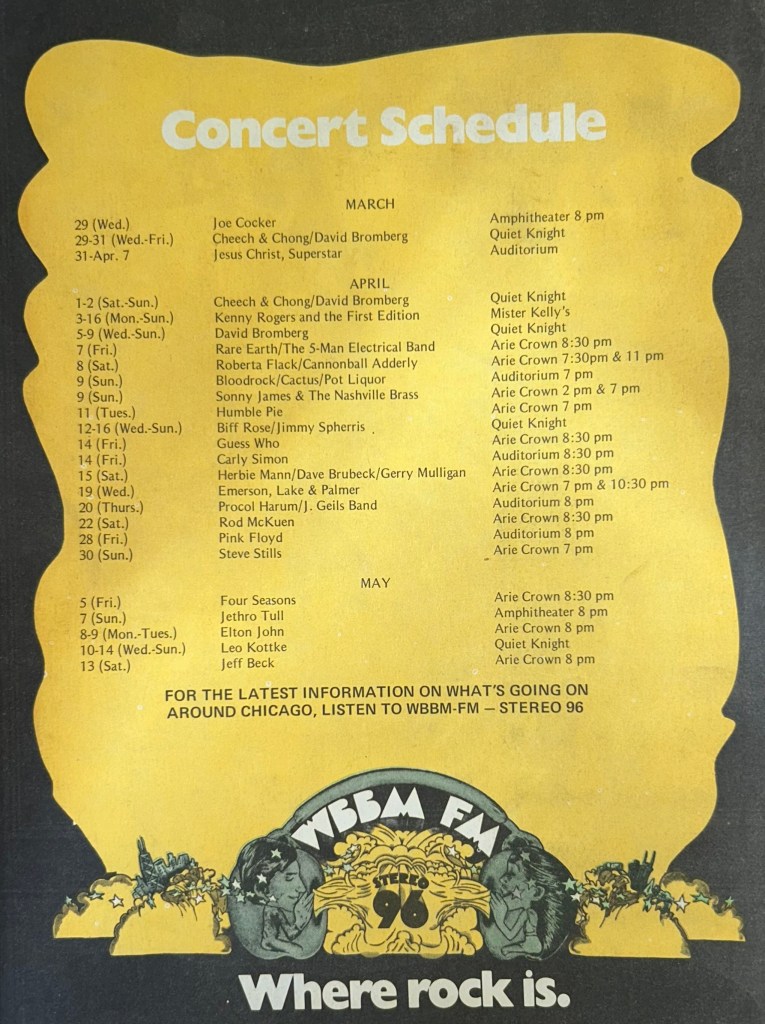 Concert Schedule
MARCH
29 (Wed.) Joe Cocker Amphitheater 8 pm
29-31 (Wed.-Fri.) Cheech & Chong/David Bromberg Quiet Knight
31-Apr. 7 Jesus Christ, Superstar Auditorium
APRIL
1-2 (Sat.-Sun.) Cheech & Chong/David Bromberg Quiet Knight
3-16 (Mon.-Sun.) Kenny Rogers and the First Edition Mister Kelly's
5-9 (Wed.-Sun.) David Bromberg Quiet Knight
7 (Fri.) Rare Earth/The 5-Man Electrical Band Arie Crown 8:30 pm
8 (Sat.) Roberta Flack/Cannonball Adderly Arie Crown 7:30pm & 11 pm
9 (Sun.) Bloodrock/Cactus/Pot Liquor Auditorium 7 pm
9 (Sun.) Sonny James & The Nashville Brass Arie Crown 2 pm & 7 pm
11 (Tues.) Humble Pie Arie Crown 7 pm
12-16 (Wed.-Sun.) Biff Rose/Jimmy Spherris Quiet Knight
14 (Fri.) Guess Who Arie Crown 8:30 pm
14 (Fri.) Carly Simon Auditorium 8:30 pm
15 (Sat.) Herbie Mann/Dave Brubeck/Gerry Mulligan Arie Crown 8:30 pm
19 (Wed.) Emerson, Lake & Palmer Arie Crown 7 pm & 10:30 pm
20 (Thurs.) Procol Harum/J. Geils Band Auditorium 8 pm
22 (Sat.) Rod McKuen Arie Crown 8:30 pm
28 (Fri.) Pink Floyd Auditorium 8 pm
30 (Sun.) Steve Stills Arie Crown 7 pm
MAY
5 (Fri.) Four Seasons Arie Crown 8:30 pm
7 (Sun.) Jethro Tull Amphitheater 8 pm
8-9 (Mon.-Tues.) Elton John Arie Crown 8 pm
10-14 (Wed.-Sun.) Leo Kottke Quiet Knight
13 (Sat.) Jeff Beck Arie Crown 8 pm
FOR THE LATEST INFORMATION ON WHAT'S GOING ON
AROUND CHICAGO, LISTEN TO WBBM-FM – STEREO 96
WBBM FM
STEREO
96
Where rock is.